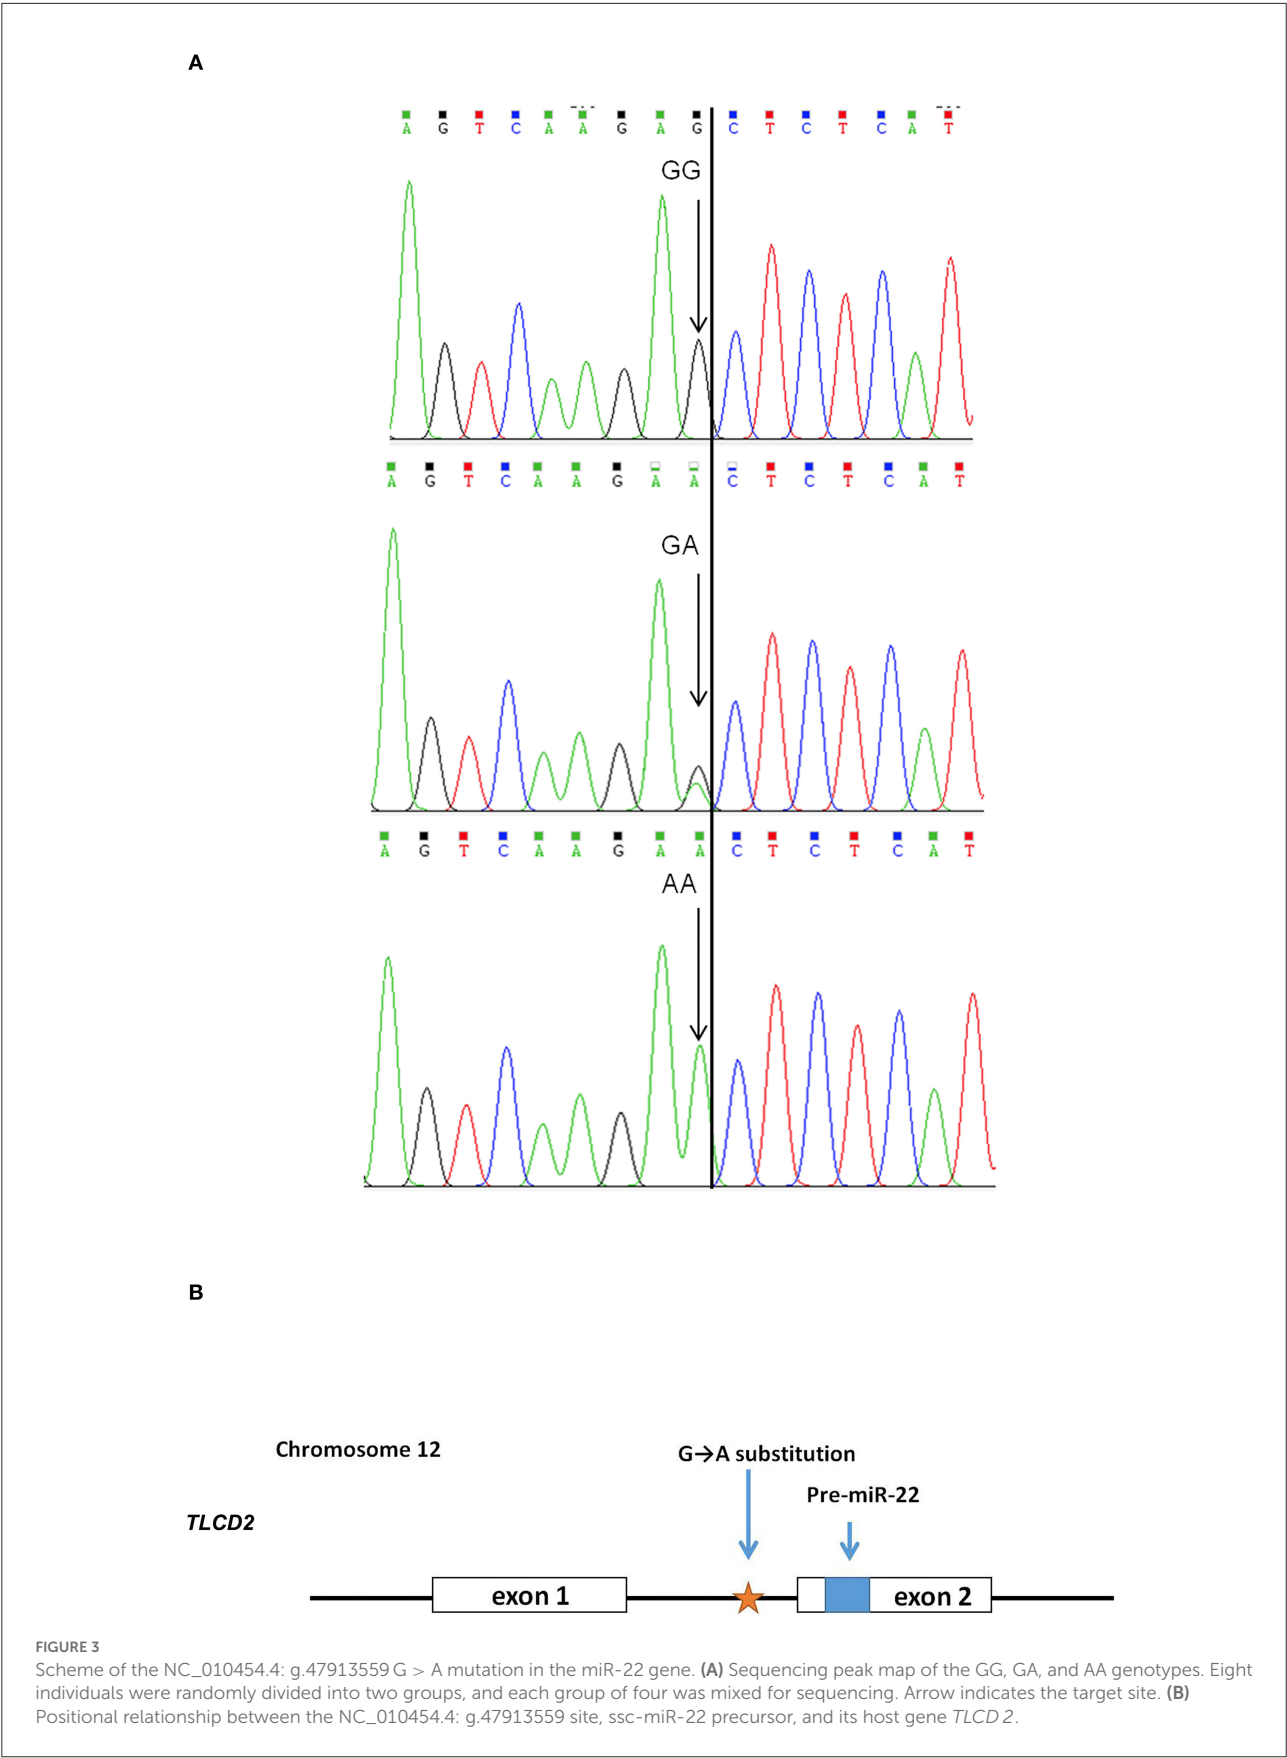 A
A G T C A A G A G C T C T C A T
GG
A G T C A A G A A C T C T C A T
GA
A G T C A A G A A C T C T C A T
AA
B
Chromosome 12
G→A substitution
Pre-miR-22
TLCD2
exon 1
exon 2
FIGURE 3
Scheme of the NC_010454.4: g.47913559 G > A mutation in the miR-22 gene. (A) Sequencing peak map of the GG, GA, and AA genotypes. Eight
individuals were randomly divided into two groups, and each group of four was mixed for sequencing. Arrow indicates the target site. (B)
Positional relationship between the NC_010454.4: g.47913559 site, ssc-miR-22 precursor, and its host gene TLCD 2.